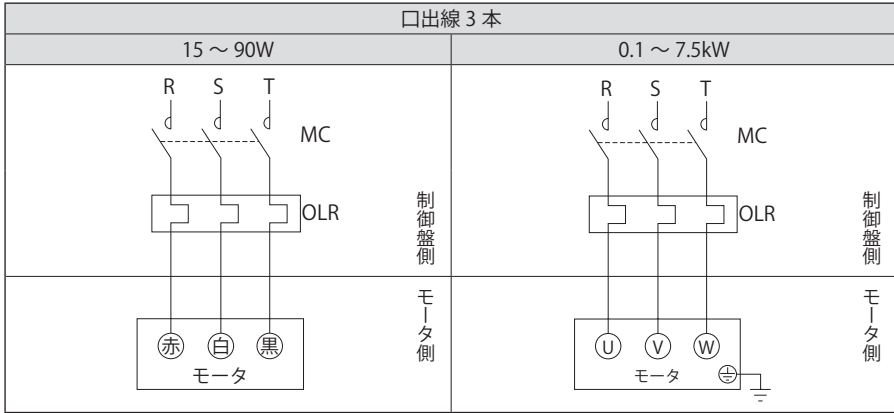 口出線 3 本
15 ～ 90W
0.1 ～ 7.5kW
R S T
MC
OLR
制御盤側
モータ側
赤 白 黒
モータ
R S T
MC
OLR
制御盤側
モータ側
U V W
モータ